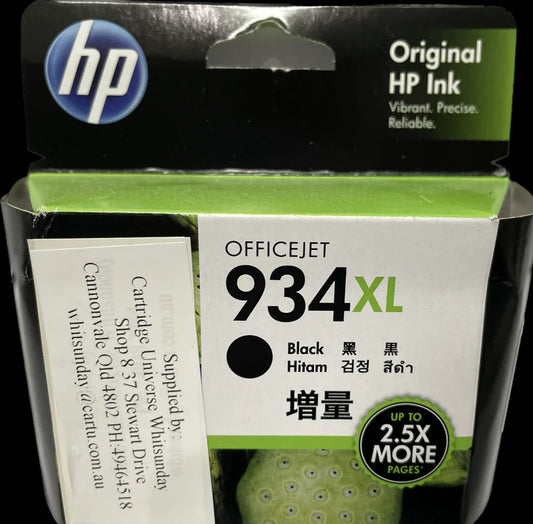 hp
Original
HP Ink
Vibrant. Precise.
Reliable.
OFFICEJET
934XL
Black 黑 黒
Hitam 검정 สีดำ
増量
UP TO
2.5X
MORE
PAGES*
Supplied by:
Cartridge Universe Whitsunday
Shop 8 37 Stewart Drive
Cannonvale Qld 4802 PH:49464518
whitsunday@cartu.com.au